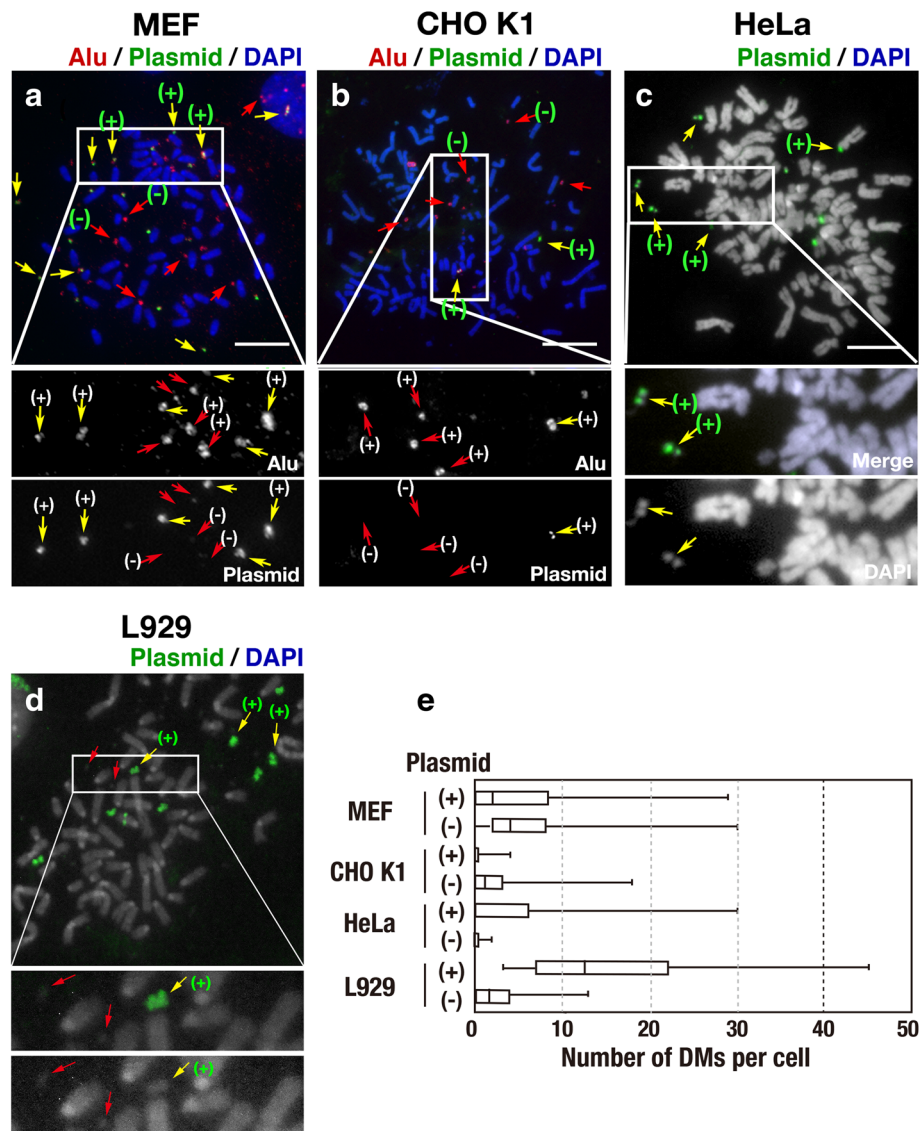 MEF
Alu / Plasmid / DAPI
a
(+)
(+)
(+)
(-)
(-)
(+) (+) (+) (+) (+)
Alu
(+) (+) (+) (-) (-) (-)
Plasmid
CHO K1
Alu / Plasmid / DAPI
b
(-)
(-)
(+)
(+)
(+) (+) (+) (+) (+)
Alu
(-) (+) (-) (-) (-)
Plasmid
HeLa
Plasmid / DAPI
c
(+)
(+)
(+)
(+)
(+)
Merge
DAPI
L929
Plasmid / DAPI
d
(+)
(+)
(+)
(+)
(+)
e
Plasmid
MEF
(+)
(-)
CHO K1
(+)
(-)
HeLa
(+)
(-)
L929
(+)
(-)
0 10 20 30 40 50
Number of DMs per cell